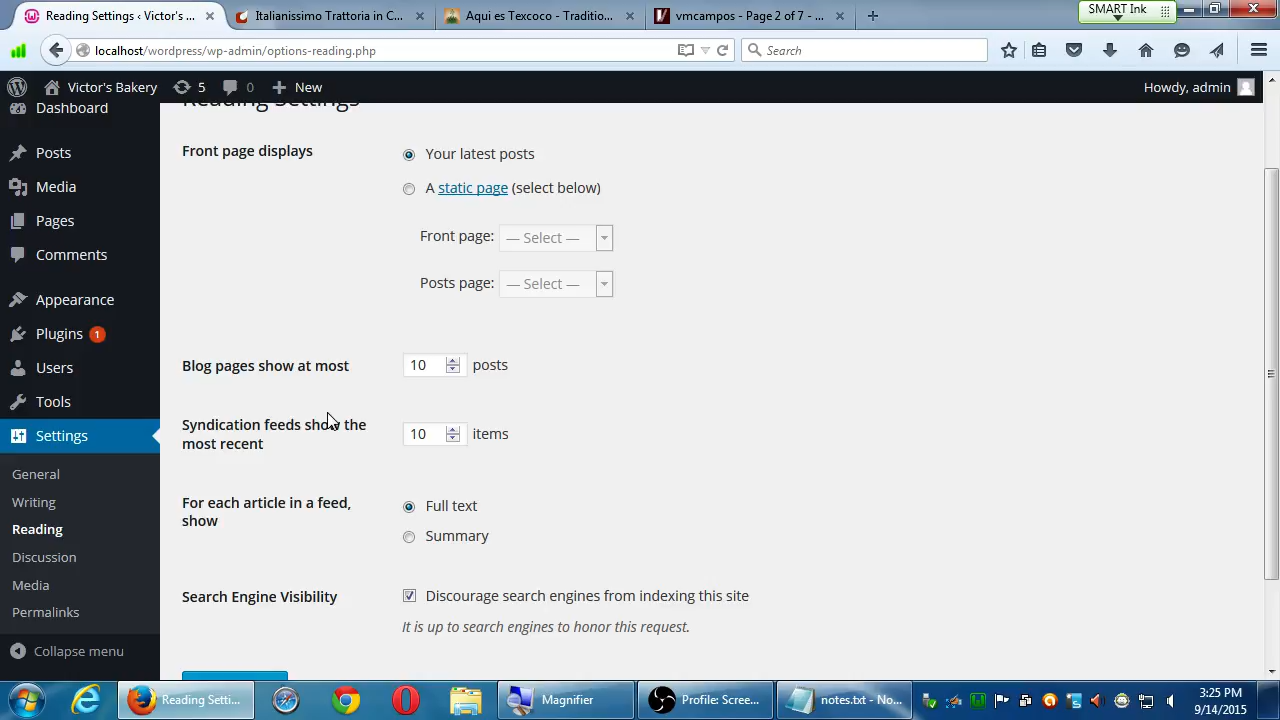 Reading Settings ‹ Victor's ...
Italianissimo Trattoria in C...
Aqui es Texcoco - Traditio...
vmcampos - Page 2 of 7 - ...
SMART Ink
localhost/wordpress/wp-admin/options-reading.php
Search
Victor's Bakery
5
0
New
Howdy, admin
Dashboard
Posts
Media
Pages
Comments
Appearance
Plugins 1
Users
Tools
Settings
General
Writing
Reading
Discussion
Media
Permalinks
Collapse menu
Reading Settings
Front page displays
Your latest posts
A static page (select below)
Front page: — Select —
Posts page: — Select —
Blog pages show at most
10 posts
Syndication feeds show the
most recent
10 items
For each article in a feed,
show
Full text
Summary
Search Engine Visibility
Discourage search engines from indexing this site
It is up to search engines to honor this request.
Reading Setti...
Magnifier
Profile: Scree...
notes.txt - No...
3:25 PM
9/14/2015